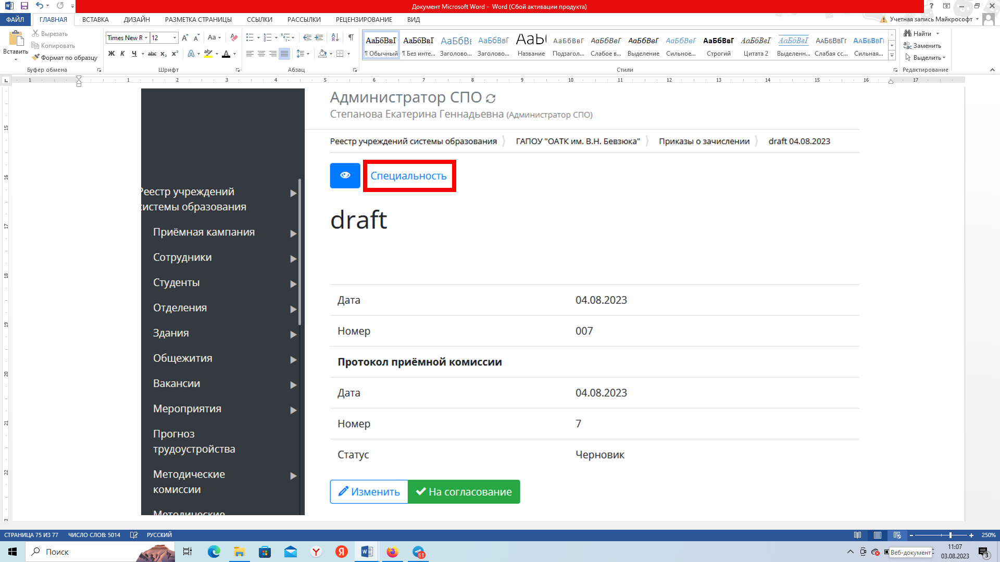 Документ Microsoft Word - Word (Сбой активации продукта)
ФАЙЛ ГЛАВНАЯ ВСТАВКА ДИЗАЙН РАЗМЕТКА СТРАНИЦЫ ССЫЛКИ РАССЫЛКИ РЕЦЕНЗИРОВАНИЕ ВИД Учетная запись Майкрософт
Вставить
Вырезать
Копировать
Формат по образцу
Times New R 12
Ж К Ч abc x₂ x²
АаБбВвГ АаБбВвГ АаБбВв АаБбВвГ АаБбВвГ АаБбВвГ АаБбВвГ АаБбВвГ АаБбВвГ АаБбВвГ АаБбВвГ АаБбВвГг АаБбВвГг
¶ Обычный ¶ Без инте... Заголово... Заголово... Название Подзагол... Слабое в... Выделение Сильное... Строгий Цитата 2 Выделенн... Слабая сс... Сильная...
Найти
Заменить
Выделить
Буфер обмена Шрифт Абзац Стили Редактирование
1 1 2 3 4 5 6 7 8 9 10 11 12 13 14 15 16 17
15
16
17
18
19
20
21
22
Администратор СПО
Степанова Екатерина Геннадьевна (Администратор СПО)
Реестр учреждений системы образования ГАПОУ "ОАТК им. В.Н. Бевзюка" Приказы о зачислении draft 04.08.2023
Специальность
draft
Реестр учреждений
системы образования
Приёмная кампания
Сотрудники
Студенты
Отделения
Здания
Общежития
Вакансии
Мероприятия
Прогноз
трудоустройства
Методические
комиссии
Методические
Дата 04.08.2023
Номер 007
Протокол приёмной комиссии
Дата 04.08.2023
Номер 7
Статус Черновик
Изменить На согласование
СТРАНИЦА 75 ИЗ 77 ЧИСЛО СЛОВ: 5014 РУССКИЙ 250%
Поиск
61
Веб-документ
11:07
03.08.2023
3